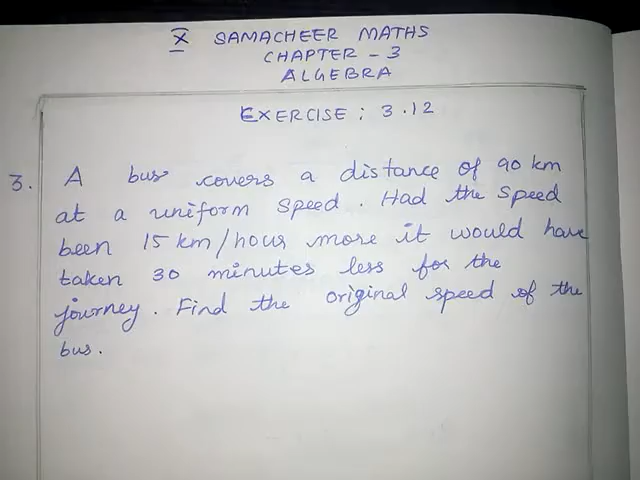 X SAMACHEER MATHS
CHAPTER - 3
ALGEBRA
EXERCISE : 3.12
3. A bus covers a distance of 90 km
at a uniform speed. Had the speed
been 15 km/hour more it would have
taken 30 minutes less for the
journey. Find the original speed of the
bus.